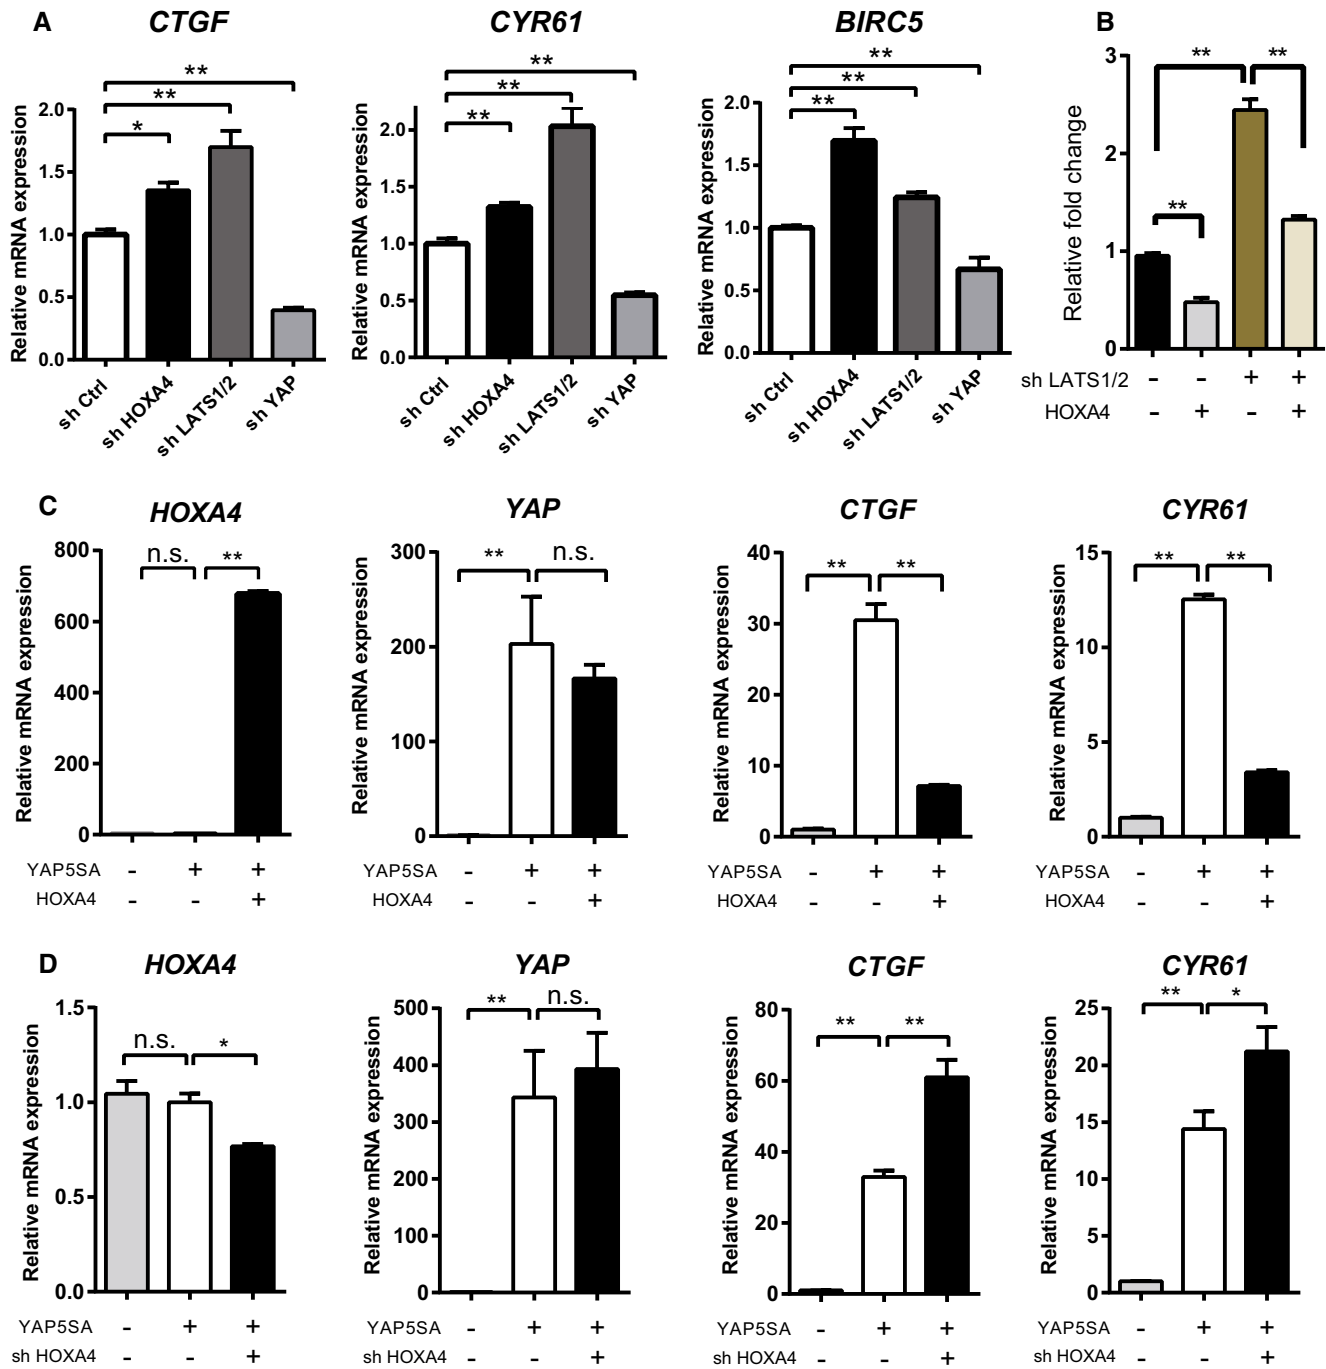 A
CTGF
Relative mRNA expression
2.0
1.5
1.0
0.5
0.0
*
**
**
sh Ctrl
sh HOXA4
sh LATS1/2
sh YAP
CYR61
Relative mRNA expression
2.0
1.5
1.0
0.5
0.0
**
**
**
sh Ctrl
sh HOXA4
sh LATS1/2
sh YAP
BIRC5
Relative mRNA expression
2.0
1.5
1.0
0.5
0.0
**
**
**
sh Ctrl
sh HOXA4
sh LATS1/2
sh YAP
B
Relative fold change
3
2
1
0
**
**
**
sh LATS1/2 - - + +
HOXA4 - + - +
C
HOXA4
Relative mRNA expression
800
600
400
200
0
n.s. **
YAP5SA - + +
HOXA4 - - +
YAP
Relative mRNA expression
300
200
100
0
** n.s.
YAP5SA - + +
HOXA4 - - +
CTGF
Relative mRNA expression
40
30
20
10
0
** **
YAP5SA - + +
HOXA4 - - +
CYR61
Relative mRNA expression
15
10
5
0
** **
YAP5SA - + +
HOXA4 - - +
D
HOXA4
Relative mRNA expression
1.5
1.0
0.5
0.0
n.s. *
YAP5SA - + +
sh HOXA4 - - +
YAP
Relative mRNA expression
500
400
300
200
100
0
** n.s.
YAP5SA - + +
sh HOXA4 - - +
CTGF
Relative mRNA expression
80
60
40
20
0
** **
YAP5SA - + +
sh HOXA4 - - +
CYR61
Relative mRNA expression
25
20
15
10
5
0
** *
YAP5SA - + +
sh HOXA4 - - +